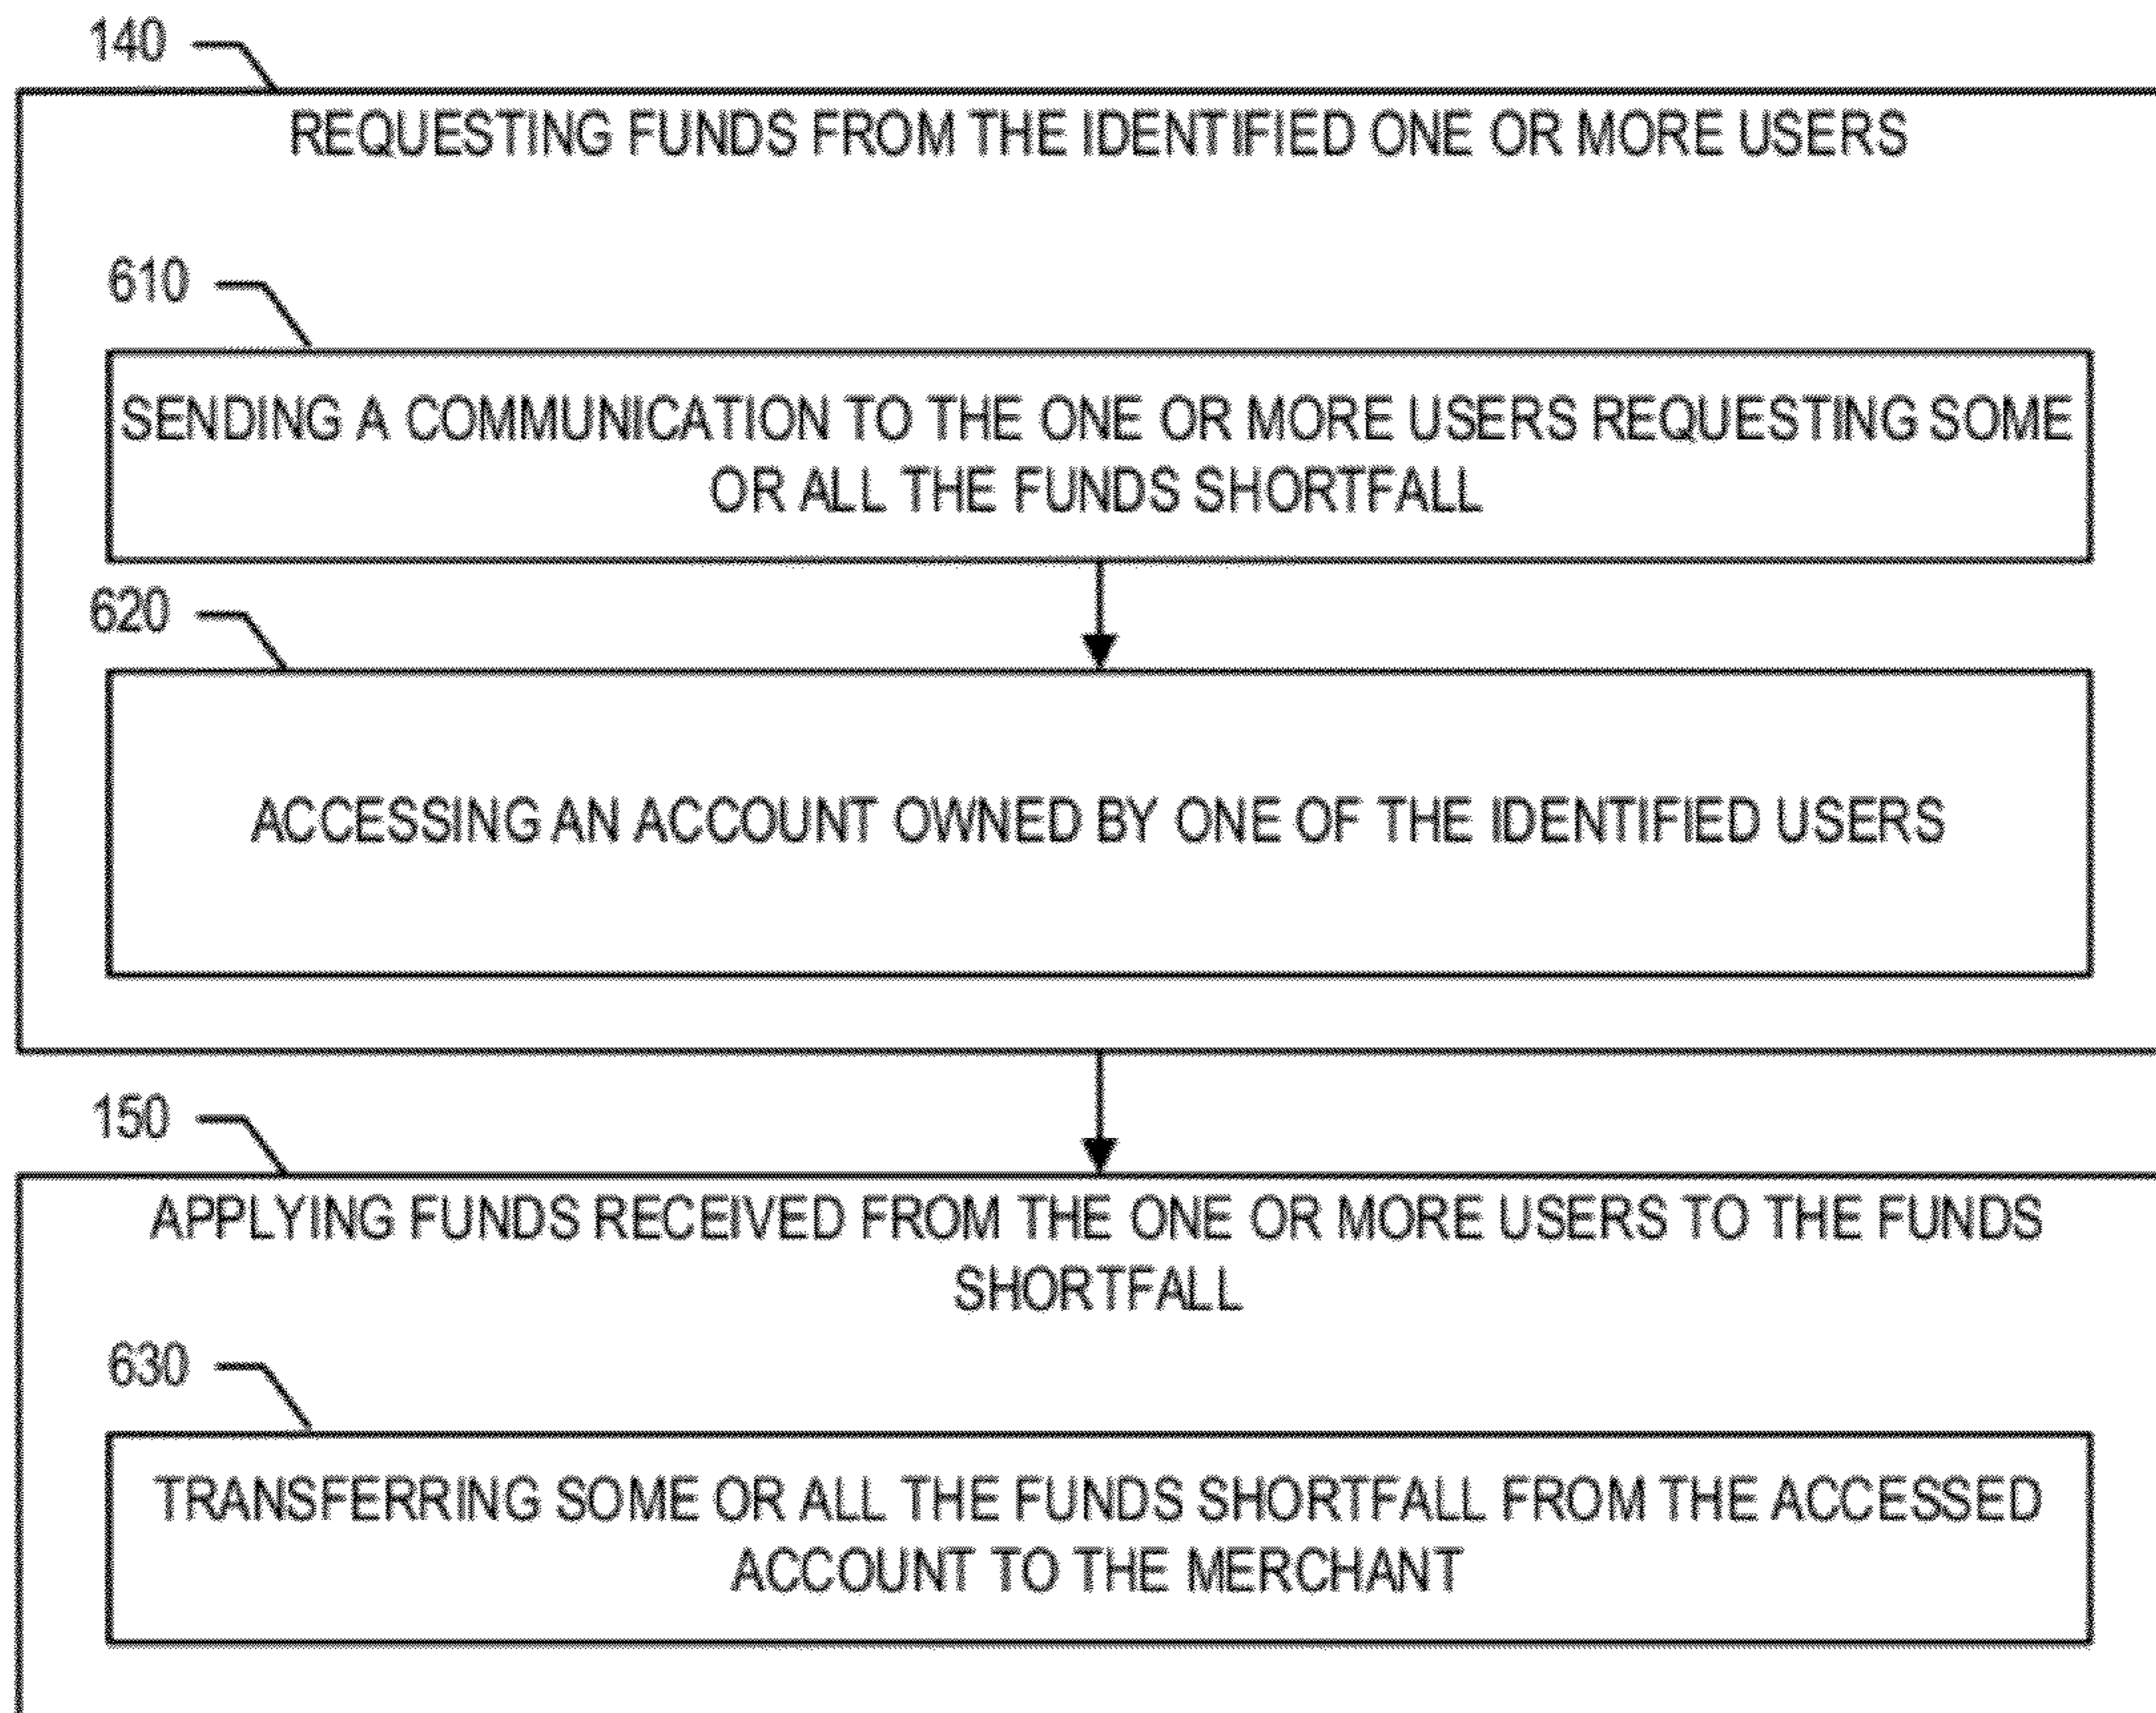 140
REQUESTING FUNDS FROM THE IDENTIFIED ONE OR MORE USERS
610
SENDING A COMMUNICATION TO THE ONE OR MORE USERS REQUESTING SOME
OR ALL THE FUNDS SHORTFALL
620
ACCESSING AN ACCOUNT OWNED BY ONE OF THE IDENTIFIED USERS
150
APPLYING FUNDS RECEIVED FROM THE ONE OR MORE USERS TO THE FUNDS
SHORTFALL
630
TRANSFERRING SOME OR ALL THE FUNDS SHORTFALL FROM THE ACCESSED
ACCOUNT TO THE MERCHANT